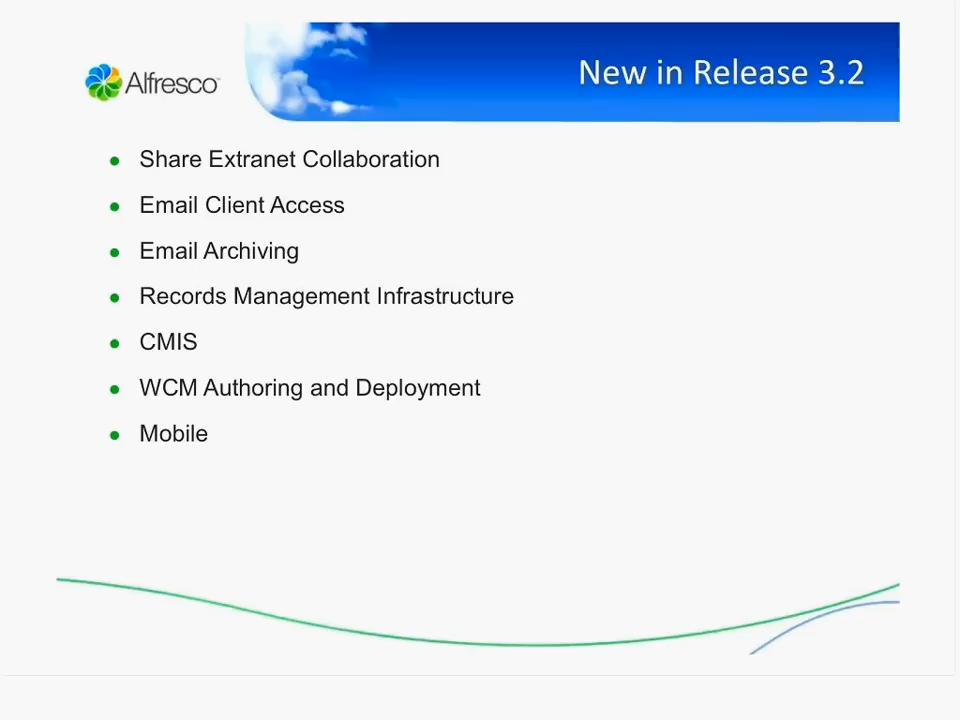 Alfresco
New in Release 3.2
Share Extranet Collaboration
Email Client Access
Email Archiving
Records Management Infrastructure
CMIS
WCM Authoring and Deployment
Mobile